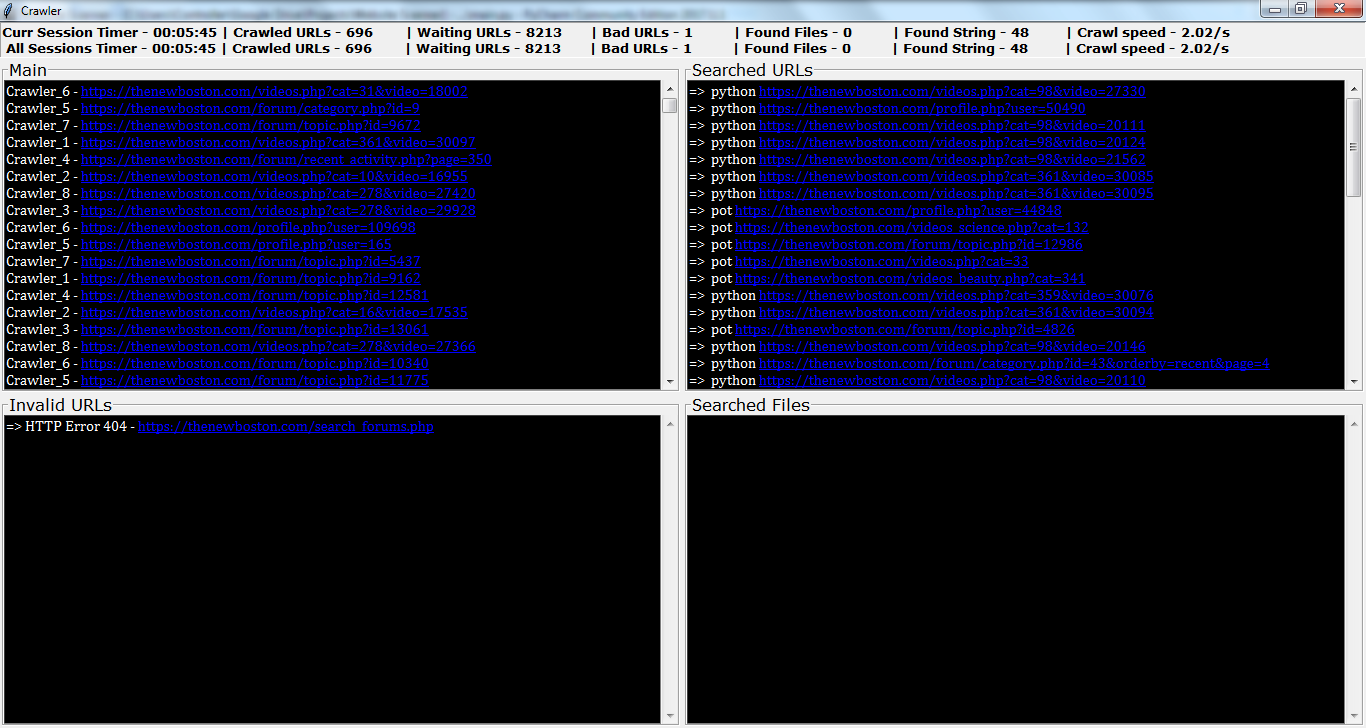 Crawler
Curr Session Timer - 00:05:45 | Crawled URLs - 696 | Waiting URLs - 8213 | Bad URLs - 1 | Found Files - 0 | Found String - 48 | Crawl speed - 2.02/s
All Sessions Timer - 00:05:45 | Crawled URLs - 696 | Waiting URLs - 8213 | Bad URLs - 1 | Found Files - 0 | Found String - 48 | Crawl speed - 2.02/s
Main
Crawler_6 - https://thenewboston.com/videos.php?cat=31&video=18002
Crawler_5 - https://thenewboston.com/forum/category.php?id=9
Crawler_7 - https://thenewboston.com/forum/topic.php?id=9672
Crawler_1 - https://thenewboston.com/videos.php?cat=361&video=30097
Crawler_4 - https://thenewboston.com/forum/recent_activity.php?page=350
Crawler_2 - https://thenewboston.com/videos.php?cat=10&video=16955
Crawler_8 - https://thenewboston.com/videos.php?cat=278&video=27420
Crawler_3 - https://thenewboston.com/videos.php?cat=278&video=29928
Crawler_6 - https://thenewboston.com/profile.php?user=109698
Crawler_5 - https://thenewboston.com/profile.php?user=165
Crawler_7 - https://thenewboston.com/forum/topic.php?id=5437
Crawler_1 - https://thenewboston.com/forum/topic.php?id=9162
Crawler_4 - https://thenewboston.com/forum/topic.php?id=12581
Crawler_2 - https://thenewboston.com/videos.php?cat=16&video=17535
Crawler_3 - https://thenewboston.com/forum/topic.php?id=13061
Crawler_8 - https://thenewboston.com/videos.php?cat=278&video=27366
Crawler_6 - https://thenewboston.com/forum/topic.php?id=10340
Crawler_5 - https://thenewboston.com/forum/topic.php?id=11775
Searched URLs
=> python https://thenewboston.com/videos.php?cat=98&video=27330
=> python https://thenewboston.com/profile.php?user=50490
=> python https://thenewboston.com/videos.php?cat=98&video=20111
=> python https://thenewboston.com/videos.php?cat=98&video=20124
=> python https://thenewboston.com/videos.php?cat=98&video=21562
=> python https://thenewboston.com/videos.php?cat=361&video=30085
=> python https://thenewboston.com/videos.php?cat=361&video=30095
=> pot https://thenewboston.com/profile.php?user=44848
=> pot https://thenewboston.com/videos_science.php?cat=132
=> pot https://thenewboston.com/forum/topic.php?id=12986
=> pot https://thenewboston.com/videos.php?cat=33
=> pot https://thenewboston.com/videos_beauty.php?cat=341
=> python https://thenewboston.com/videos.php?cat=359&video=30076
=> python https://thenewboston.com/videos.php?cat=361&video=30094
=> pot https://thenewboston.com/forum/topic.php?id=4826
=> python https://thenewboston.com/videos.php?cat=98&video=20146
=> python https://thenewboston.com/forum/category.php?id=43&orderby=recent&page=4
=> python https://thenewboston.com/videos.php?cat=98&video=20110
Invalid URLs
=> HTTP Error 404 - https://thenewboston.com/search_forums.php
Searched Files